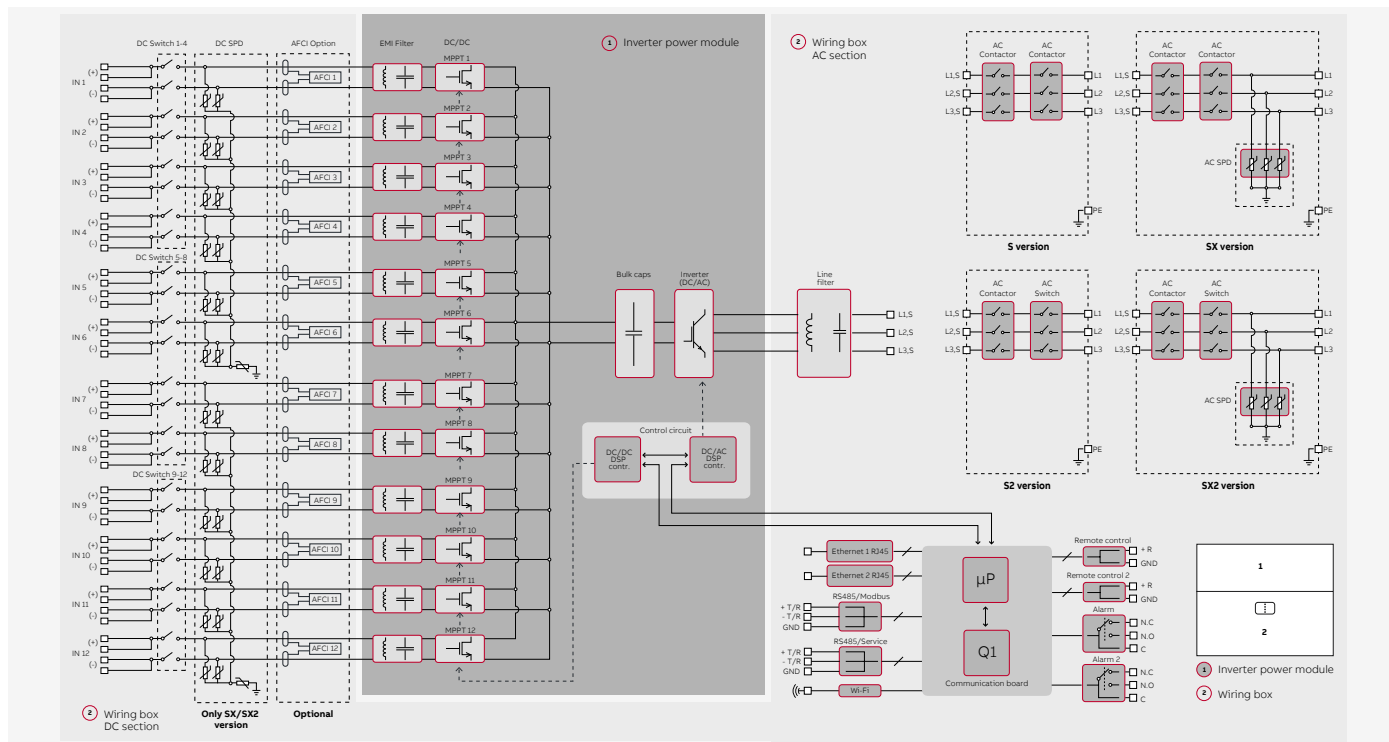 DC Switch 1-4
DC SPD
AFCI Option
EMI Filter
DC/DC
1 Inverter power module
2 Wiring box
AC section
(+)
IN 1
(-)
AFCI 1
MPPT 1
(+)
IN 2
(-)
AFCI 2
MPPT 2
(+)
IN 3
(-)
AFCI 3
MPPT 3
(+)
IN 4
(-)
AFCI 4
MPPT 4
DC Switch 5-8
(+)
IN 5
(-)
AFCI 5
MPPT 5
(+)
IN 6
(-)
AFCI 6
MPPT 6
(+)
IN 7
(-)
AFCI 7
MPPT 7
(+)
IN 8
(-)
AFCI 8
MPPT 8
DC Switch 9-12
(+)
IN 9
(-)
AFCI 9
MPPT 9
(+)
IN 10
(-)
AFCI 10
MPPT 10
(+)
IN 11
(-)
AFCI 11
MPPT 11
(+)
IN 12
(-)
AFCI 12
MPPT 12
2 Wiring box
DC section
Only SX/SX2
version
Optional
Bulk caps
Inverter
(DC/AC)
Line
filter
L1,S
L2,S
L3,S
Control circuit
DC/DC
DSP
contr.
DC/AC
DSP
contr.
AC
Contactor
AC
Contactor
L1,S
L2,S
L3,S
L1
L2
L3
PE
S version
AC
Contactor
AC
Contactor
L1,S
L2,S
L3,S
L1
L2
L3
AC SPD
PE
SX version
AC
Contactor
AC
Switch
L1,S
L2,S
L3,S
L1
L2
L3
PE
S2 version
AC
Contactor
AC
Switch
L1,S
L2,S
L3,S
L1
L2
L3
AC SPD
PE
SX2 version
Ethernet 1 RJ45
Ethernet 2 RJ45
RS485/Modbus
+ T/R
- T/R
GND
RS485/Service
+ T/R
- T/R
GND
Wi-Fi
µP
Q1
Communication board
Remote control
+ R
GND
Remote control 2
+ R
GND
Alarm
N.C
N.O
C
Alarm 2
N.C
N.O
C
1
2
1 Inverter power module
2 Wiring box